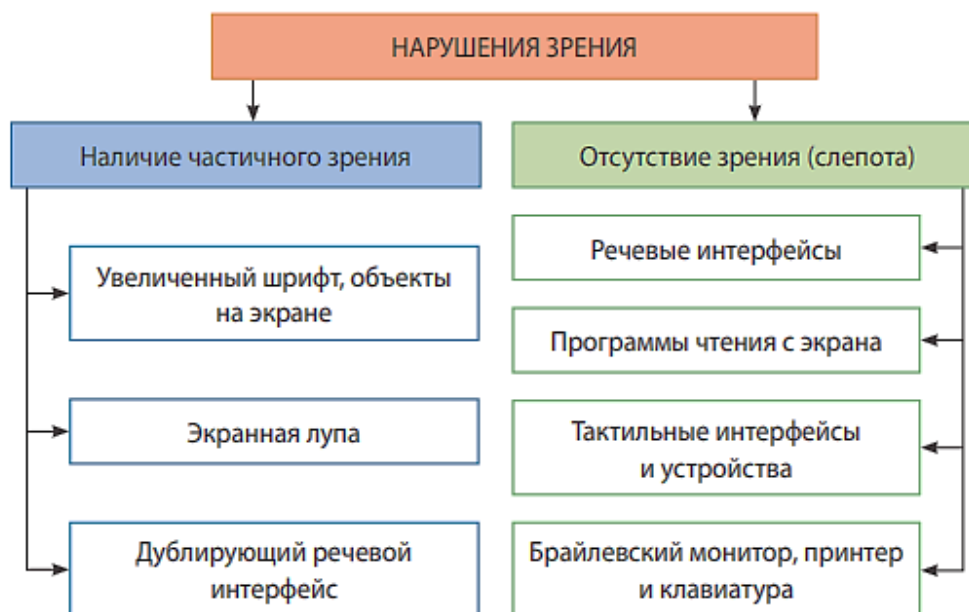 НАРУШЕНИЯ ЗРЕНИЯ
Наличие частичного зрения
Увеличенный шрифт, объекты
на экране
Экранная лупа
Дублирующий речевой
интерфейс
Отсутствие зрения (слепота)
Речевые интерфейсы
Программы чтения с экрана
Тактильные интерфейсы
и устройства
Брайлевский монитор, принтер
и клавиатура